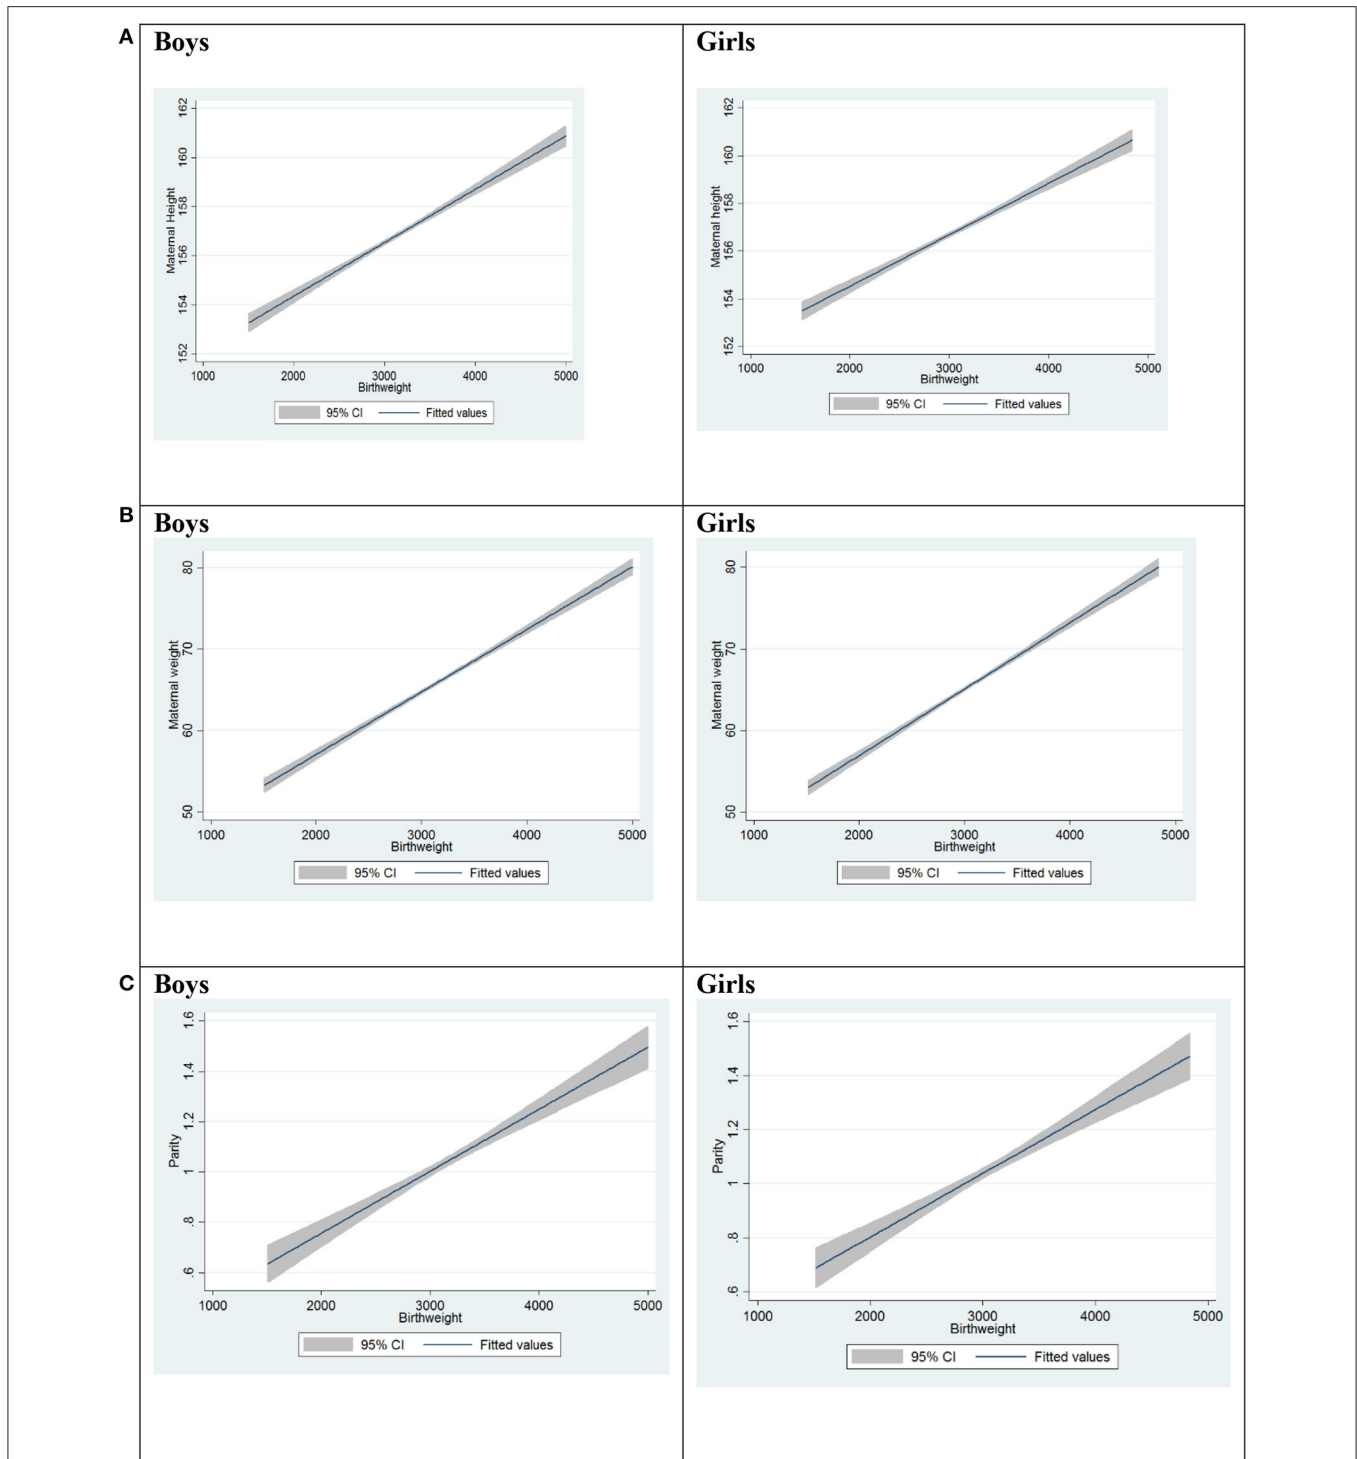 A
Boys
Girls
162
160
158
156
154
152
Maternal Height
1000 2000 3000 4000 5000
Birthweight
95% CI Fitted values
162
160
158
156
154
152
Maternal height
1000 2000 3000 4000 5000
Birthweight
95% CI Fitted values
B
Boys
Girls
80
70
60
50
Maternal weight
1000 2000 3000 4000 5000
Birthweight
95% CI Fitted values
80
70
60
50
Maternal weight
1000 2000 3000 4000 5000
Birthweight
95% CI Fitted values
C
Boys
Girls
1.6
1.4
1.2
1
.8
.6
Parity
1000 2000 3000 4000 5000
Birthweight
95% CI Fitted values
1.6
1.4
1.2
1
.8
.6
Parity
1000 2000 3000 4000 5000
Birthweight
95% CI Fitted values